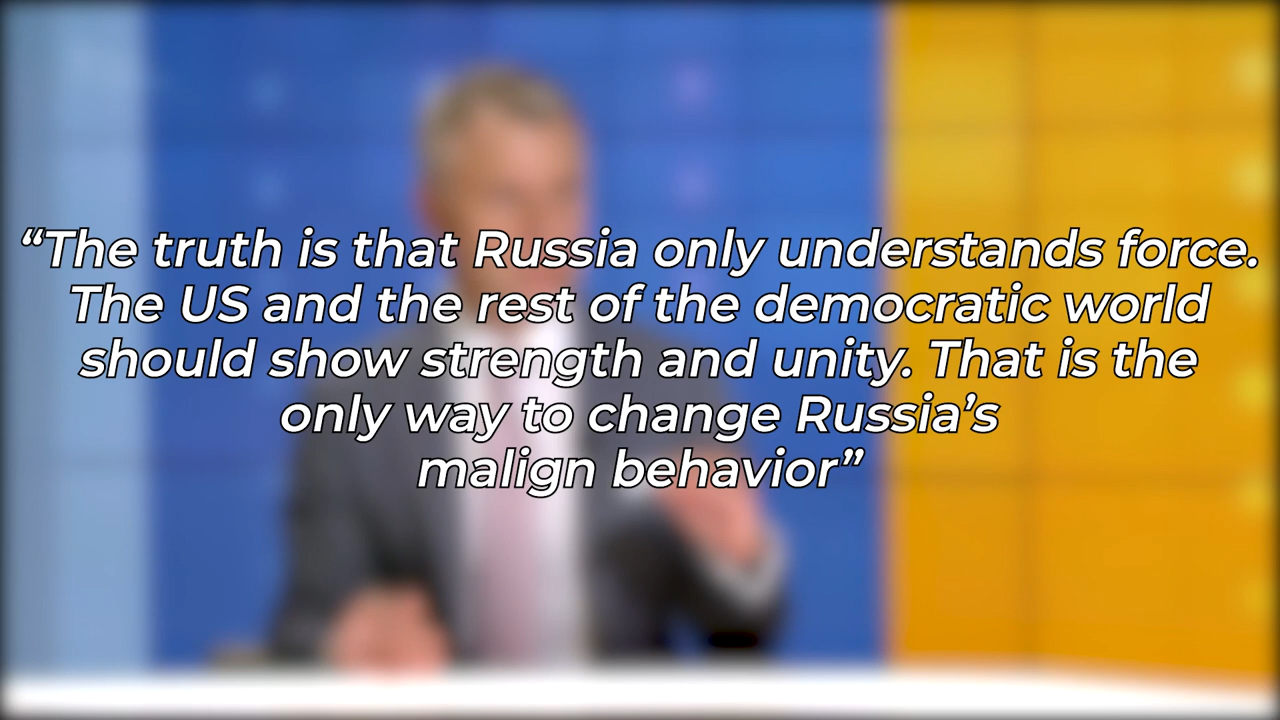 “The truth is that Russia only understands force.
The US and the rest of the democratic world
should show strength and unity. That is the
only way to change Russia’s
malign behavior”